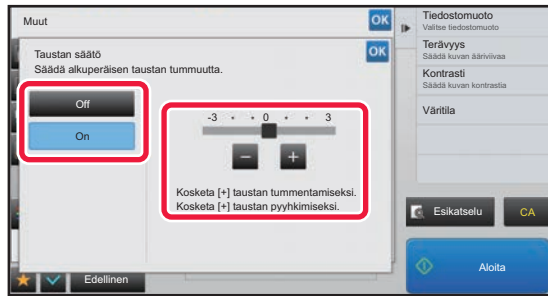 Muut
OK
Taustan säätö
OK
Säädä alkuperäisen taustan tummuutta.
Off
On
-3 • • 0 • • 3
− +
Kosketa [+] taustan tummentamiseksi.
Kosketa [+] taustan pyyhkimiseksi.
Edellinen
Tiedostomuoto
Valitse tiedostomuoto
Terävyys
Säädä kuvan ääriviivaa
Kontrasti
Säädä kuvan kontrastia
Väritila
Esikatselu
CA
Aloita